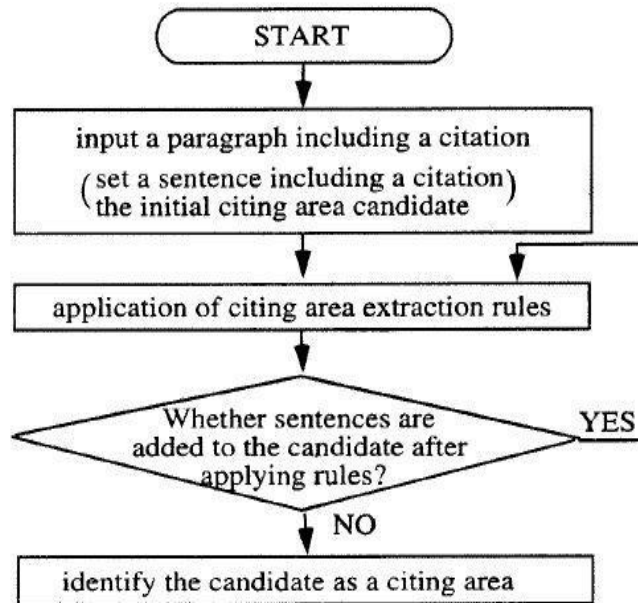 START
input a paragraph including a citation
(set a sentence including a citation)
the initial citing area candidate
application of citing area extraction rules
Whether sentences are
added to the candidate after
applying rules?
YES
NO
identify the candidate as a citing area